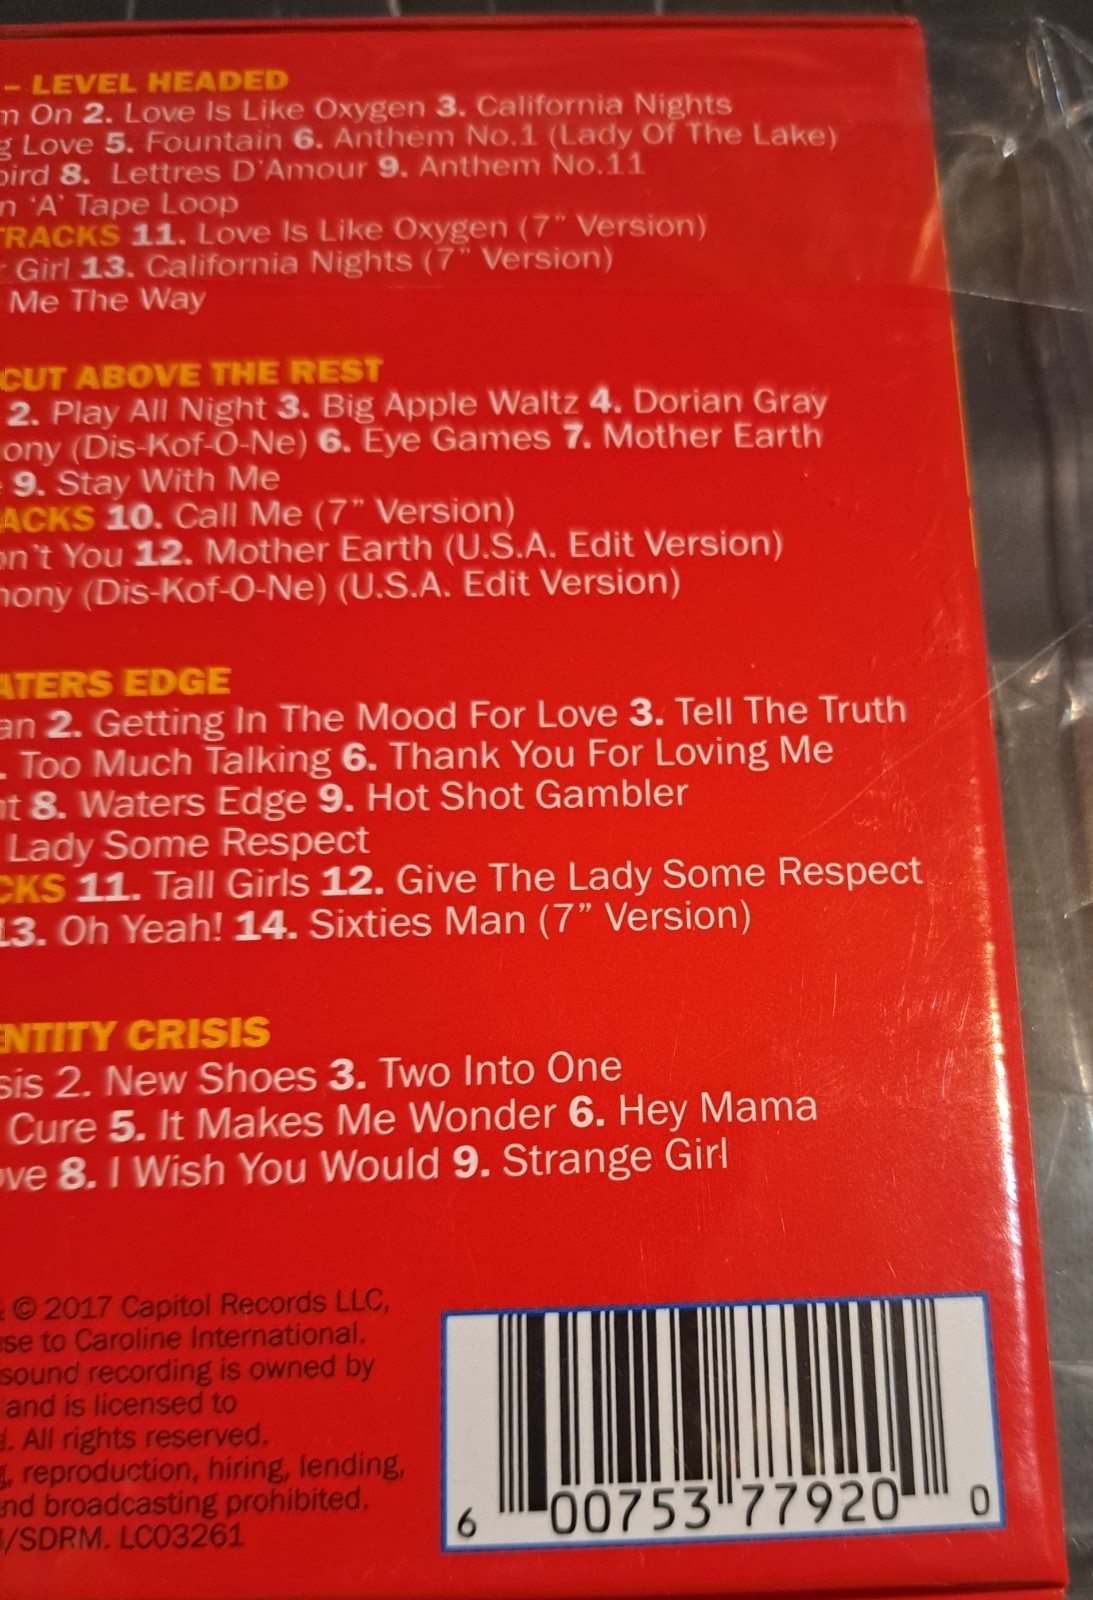 – LEVEL HEADED
On 2. Love Is Like Oxygen 3. California Nights
Love 5. Fountain 6. Anthem No.1 (Lady Of The Lake)
8. Lettres D'Amour 9. Anthem No.11
‘A’ Tape Loop
TRACKS 11. Love Is Like Oxygen (7” Version)
Girl 13. California Nights (7” Version)
Me The Way
CUT ABOVE THE REST
2. Play All Night 3. Big Apple Waltz 4. Dorian Gray
ony (Dis-Kof-O-Ne) 6. Eye Games 7. Mother Earth
9. Stay With Me
ACKS 10. Call Me (7” Version)
on't You 12. Mother Earth (U.S.A. Edit Version)
ony (Dis-Kof-O-Ne) (U.S.A. Edit Version)
ATERS EDGE
an 2. Getting In The Mood For Love 3. Tell The Truth
Too Much Talking 6. Thank You For Loving Me
8. Waters Edge 9. Hot Shot Gambler
Lady Some Respect
CKS 11. Tall Girls 12. Give The Lady Some Respect
13. Oh Yeah! 14. Sixties Man (7” Version)
ENTITY CRISIS
sis 2. New Shoes 3. Two Into One
Cure 5. It Makes Me Wonder 6. Hey Mama
ve 8. I Wish You Would 9. Strange Girl
© 2017 Capitol Records LLC,
se to Caroline International.
sound recording is owned by
and is licensed to
. All rights reserved.
, reproduction, hiring, lending,
nd broadcasting prohibited.
/SDRM. LC03261
6 00753 77920 0